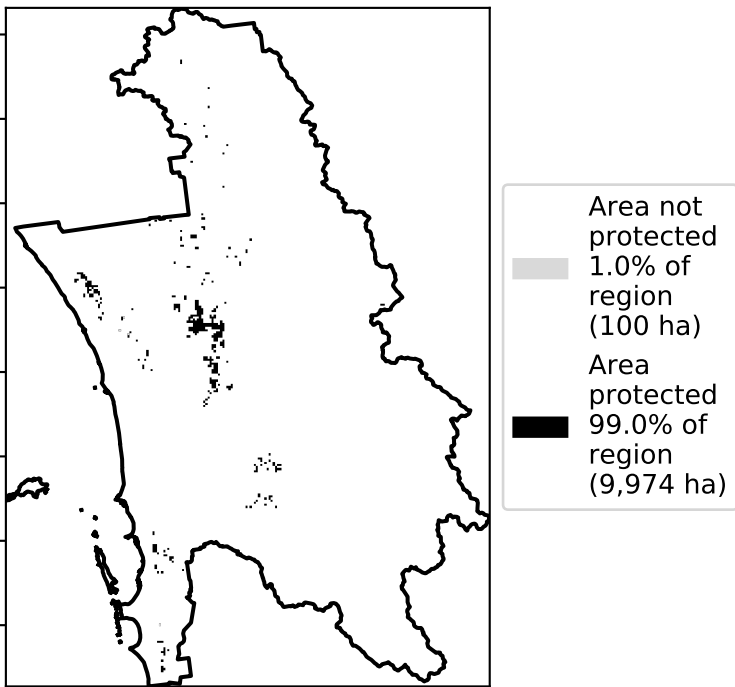 Area not
protected
1.0% of
region
(100 ha)
Area
protected
99.0% of
region
(9,974 ha)